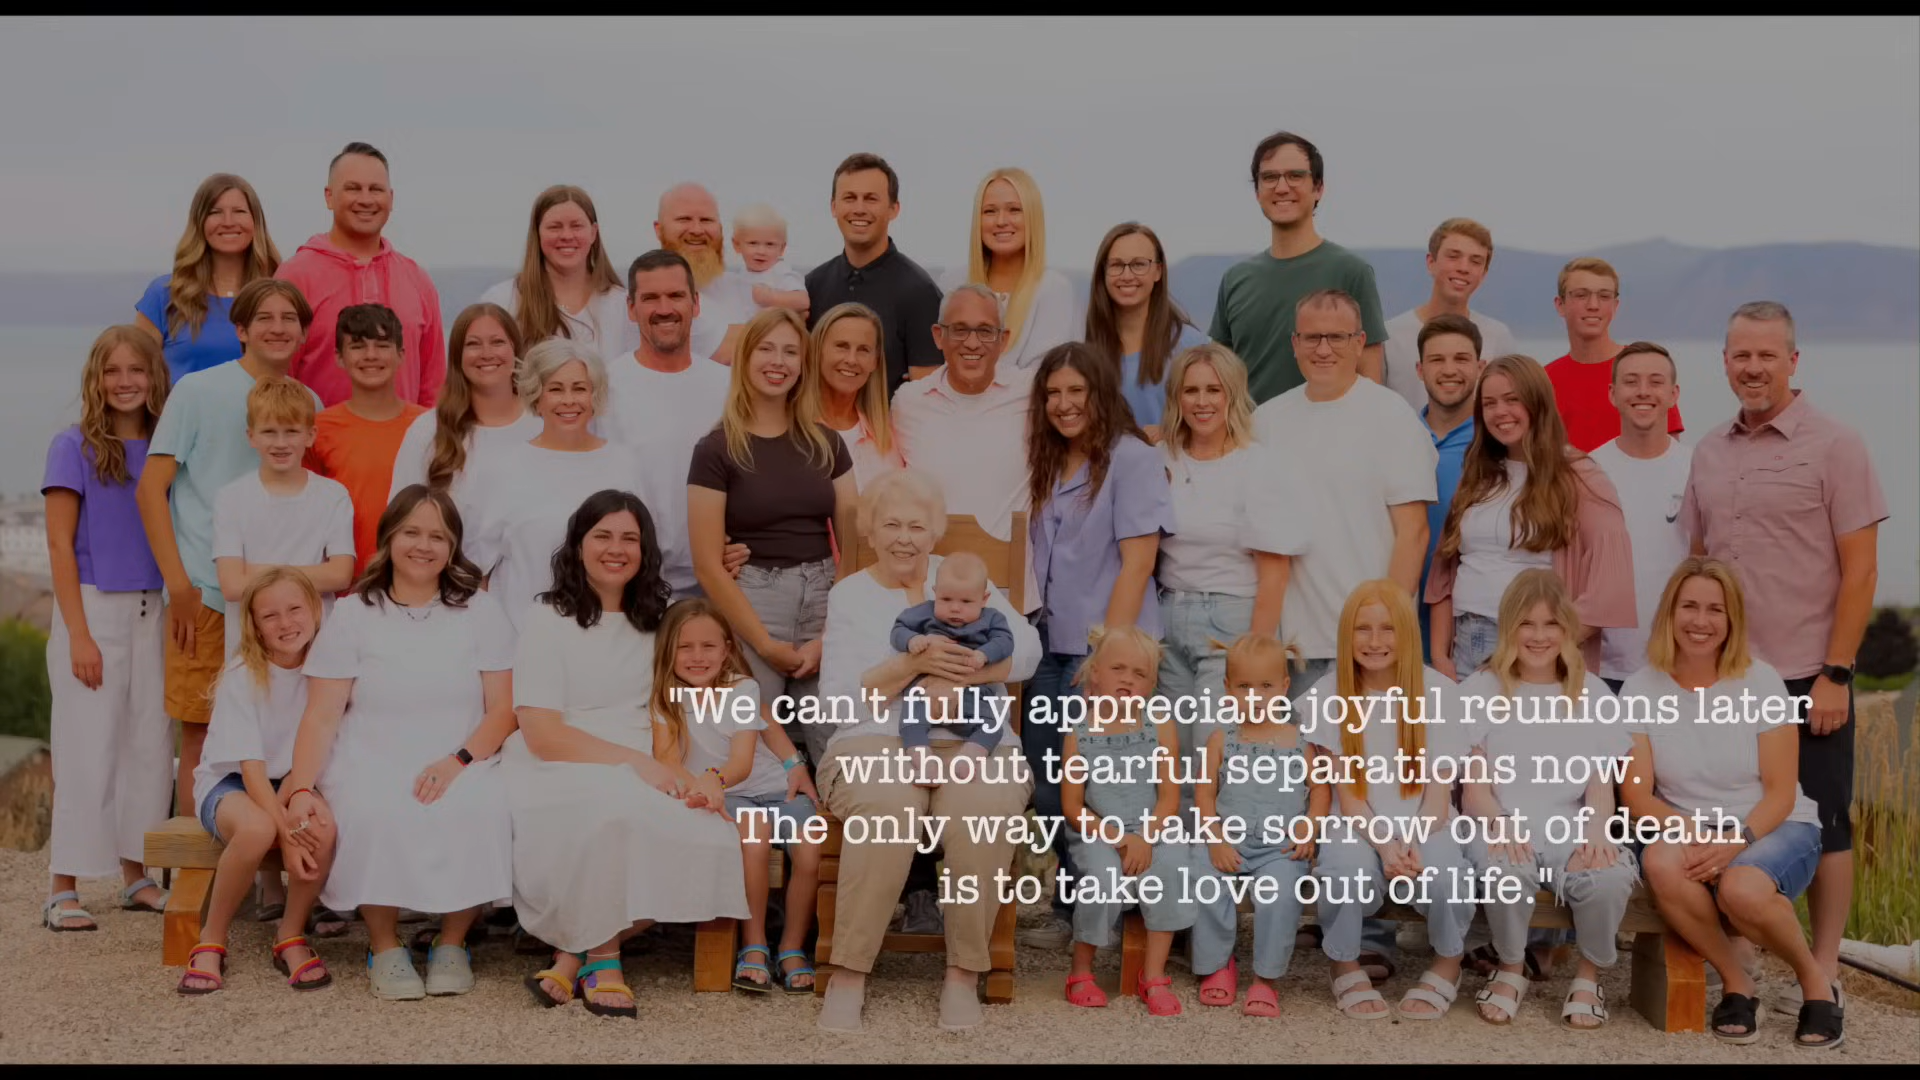 "We can't fully appreciate joyful reunions later
without tearful separations now.
The only way to take sorrow out of death
is to take love out of life."